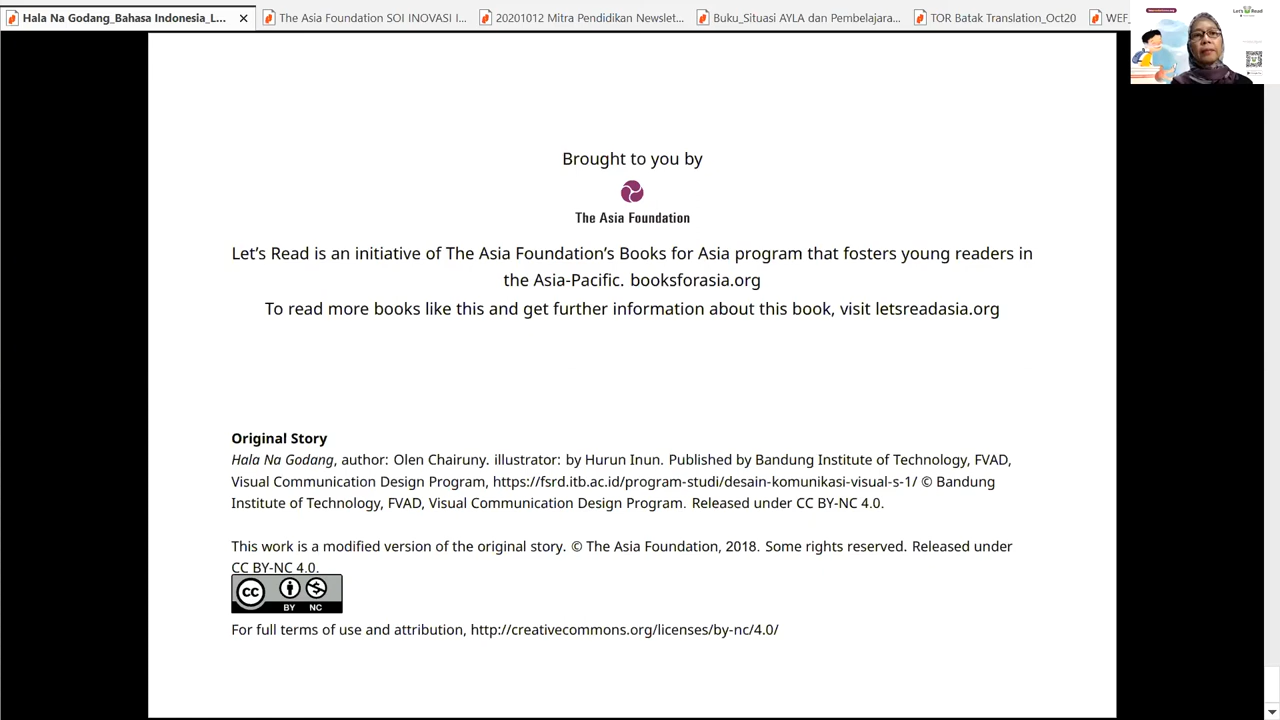 Hala Na Godang_Bahasa Indonesia_L...
The Asia Foundation SOI INOVASI I...
20201012 Mitra Pendidikan Newslet...
Buku_Situasi AYLA dan Pembelajara...
TOR Batak Translation_Oct20
WEF_
Let's Read
Brought to you by
The Asia Foundation
Let’s Read is an initiative of The Asia Foundation’s Books for Asia program that fosters young readers in
the Asia-Pacific. booksforasia.org
To read more books like this and get further information about this book, visit letsreadasia.org
Original Story
Hala Na Godang, author: Olen Chairuny. illustrator: by Hurun Inun. Published by Bandung Institute of Technology, FVAD,
Visual Communication Design Program, https://fsrd.itb.ac.id/program-studi/desain-komunikasi-visual-s-1/ © Bandung
Institute of Technology, FVAD, Visual Communication Design Program. Released under CC BY-NC 4.0.
This work is a modified version of the original story. © The Asia Foundation, 2018. Some rights reserved. Released under
CC BY-NC 4.0.
cc BY NC
For full terms of use and attribution, http://creativecommons.org/licenses/by-nc/4.0/